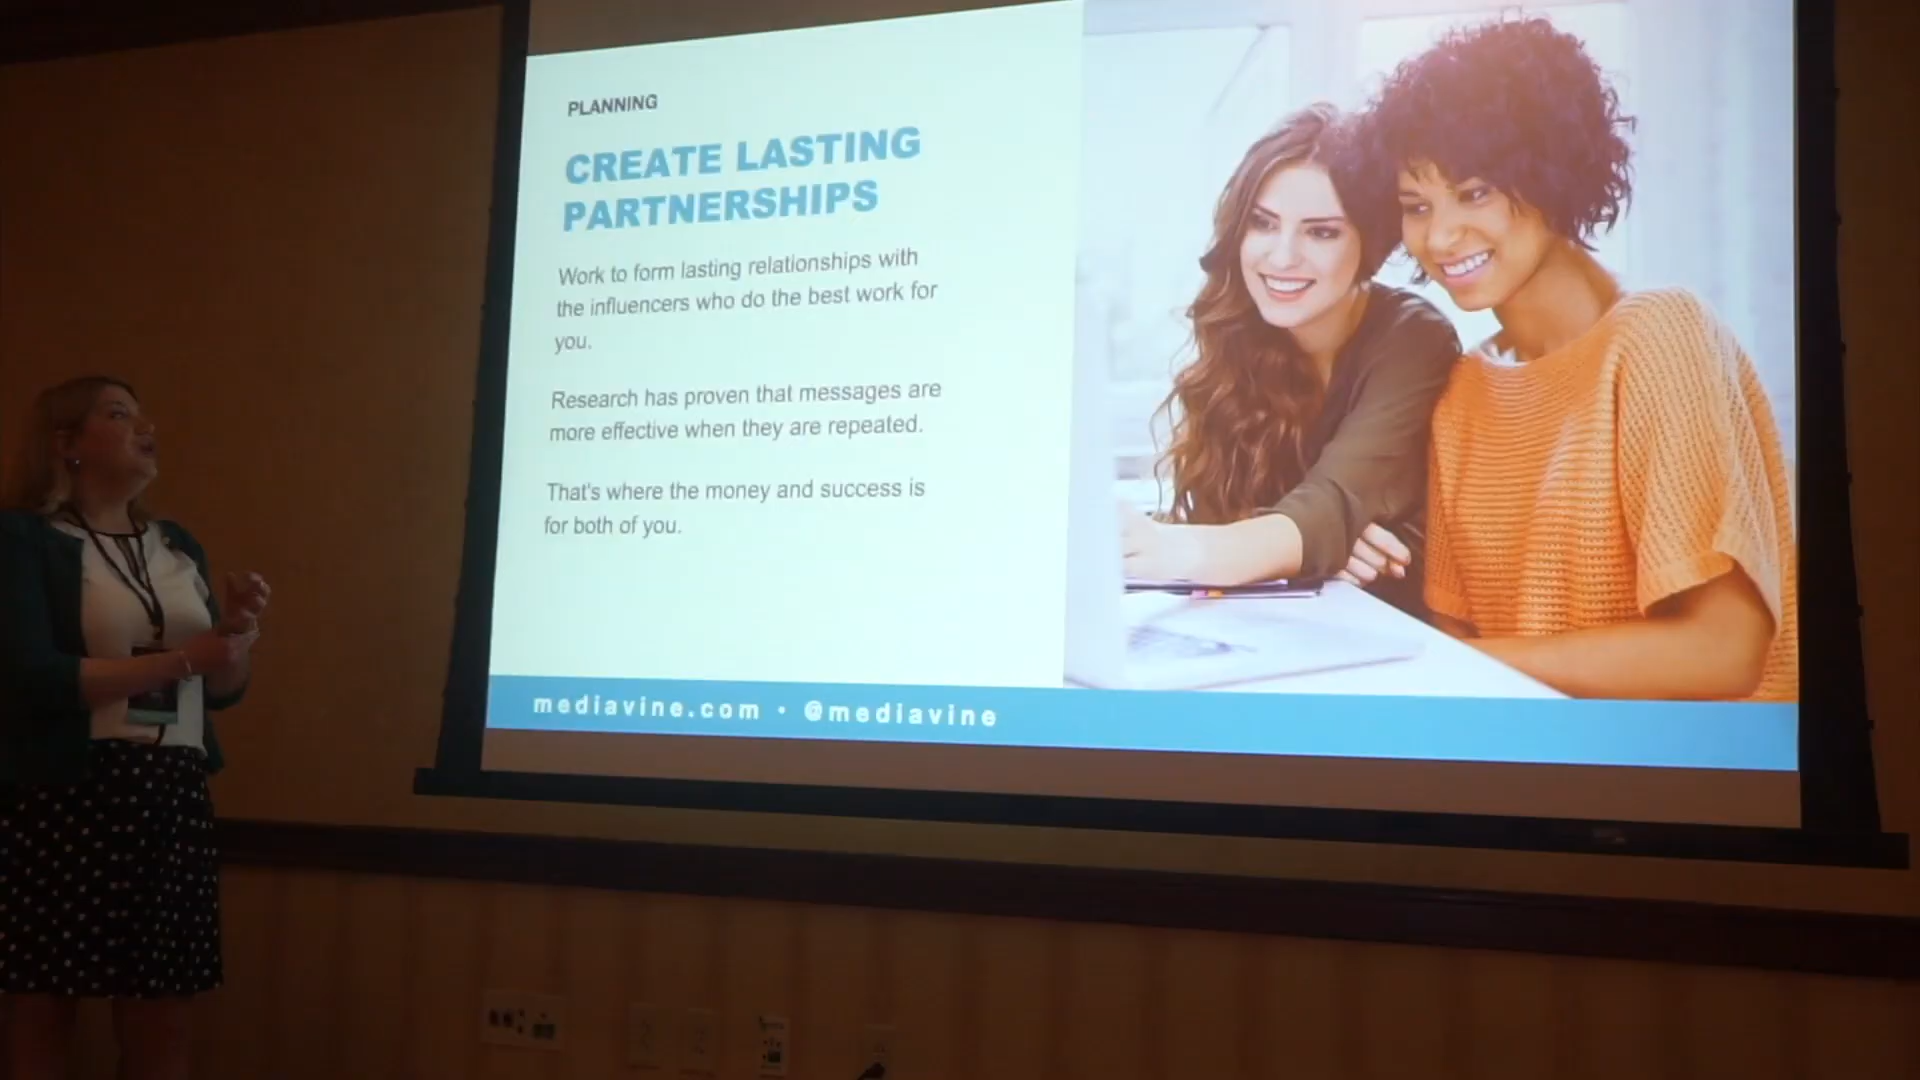 PLANNING
CREATE LASTING
PARTNERSHIPS
Work to form lasting relationships with
the influencers who do the best work for
you.
Research has proven that messages are
more effective when they are repeated.
That's where the money and success is
for both of you.
mediavine.com • @mediavine